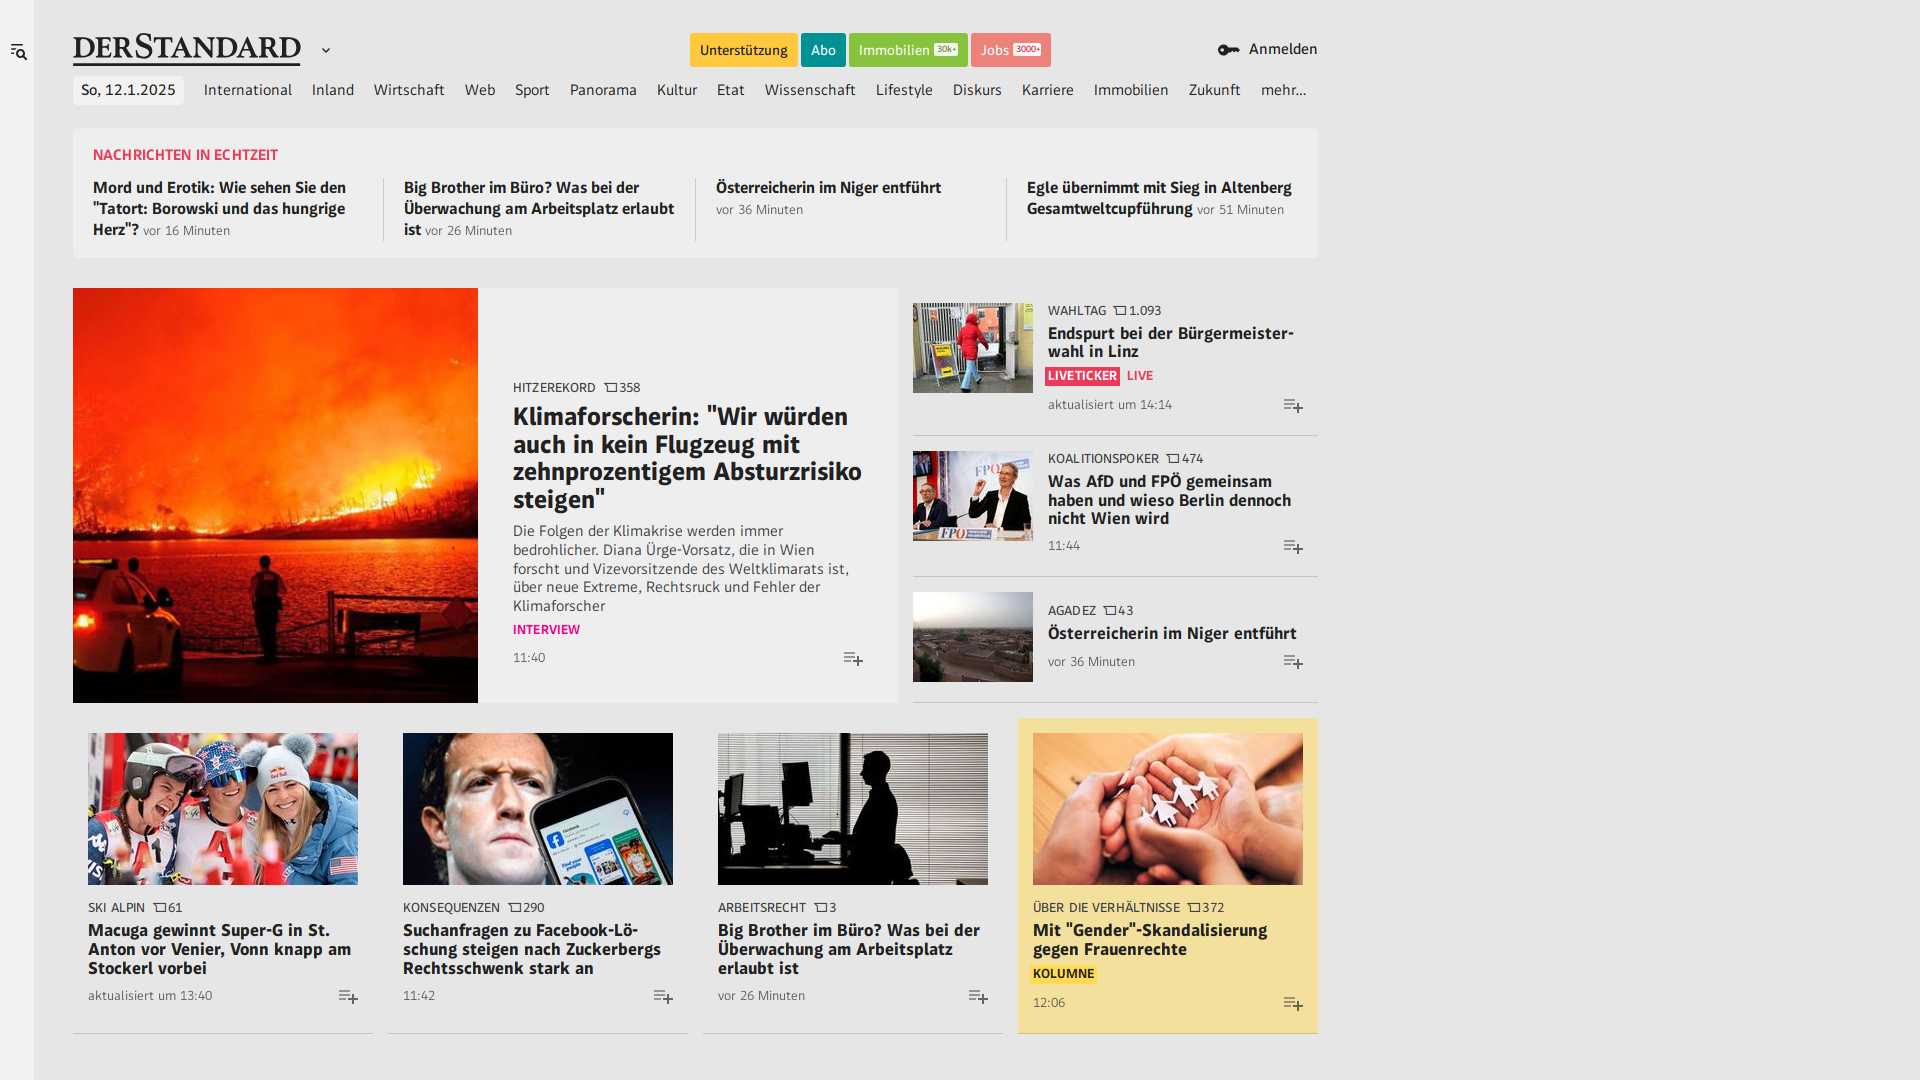 DERSTANDARD
Unterstützung
Abo
Immobilien 30k+
Jobs 3000+
Anmelden
So, 12.1.2025 International Inland Wirtschaft Web Sport Panorama Kultur Etat Wissenschaft Lifestyle Diskurs Karriere Immobilien Zukunft mehr...
NACHRICHTEN IN ECHTZEIT
Mord und Erotik: Wie sehen Sie den
"Tatort: Borowski und das hungrige
Herz"? vor 16 Minuten
Big Brother im Büro? Was bei der
Überwachung am Arbeitsplatz erlaubt
ist vor 26 Minuten
Österreicherin im Niger entführt
vor 36 Minuten
Egle übernimmt mit Sieg in Altenberg
Gesamtweltcupführung vor 51 Minuten
HITZEREKORD 358
Klimaforscherin: "Wir würden
auch in kein Flugzeug mit
zehnprozentigem Absturzrisiko
steigen"
Die Folgen der Klimakrise werden immer
bedrohlicher. Diana Ürge-Vorsatz, die in Wien
forscht und Vizevorsitzende des Weltklimarats ist,
über neue Extreme, Rechtsruck und Fehler der
Klimaforscher
INTERVIEW
11:40
WAHLTAG 1.093
Endspurt bei der Bürgermeister-
wahl in Linz
LIVETICKER LIVE
aktualisiert um 14:14
FPÖ
FPÖ
KOALITIONSPOKER 474
Was AfD und FPÖ gemeinsam
haben und wieso Berlin dennoch
nicht Wien wird
11:44
AGADEZ 43
Österreicherin im Niger entführt
vor 36 Minuten
SKI ALPIN 61
Macuga gewinnt Super-G in St.
Anton vor Venier, Vonn knapp am
Stockerl vorbei
aktualisiert um 13:40
KONSEQUENZEN 290
Suchanfragen zu Facebook-Lö-
schung steigen nach Zuckerbergs
Rechtsschwenk stark an
11:42
ARBEITSRECHT 3
Big Brother im Büro? Was bei der
Überwachung am Arbeitsplatz
erlaubt ist
vor 26 Minuten
ÜBER DIE VERHÄLTNISSE 372
Mit "Gender"-Skandalisierung
gegen Frauenrechte
KOLUMNE
12:06